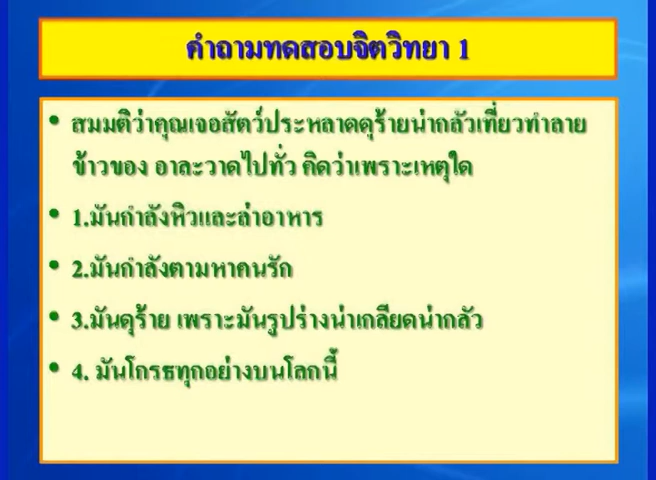 คำถามทดสอบจิตวิทยา 1
• สมมติว่าคุณเจอสัตว์ประหลาดดุร้ายน่ากลัวเที่ยวทำลาย
ข้าวของ อาละวาดไปทั่ว คิดว่าเพราะเหตุใด
• 1.มันกำลังหิวและล่าอาหาร
• 2.มันกำลังตามหาคนรัก
• 3.มันดุร้าย เพราะมันรูปร่างน่าเกลียดน่ากลัว
• 4. มันโกรธทุกอย่างบนโลกนี้